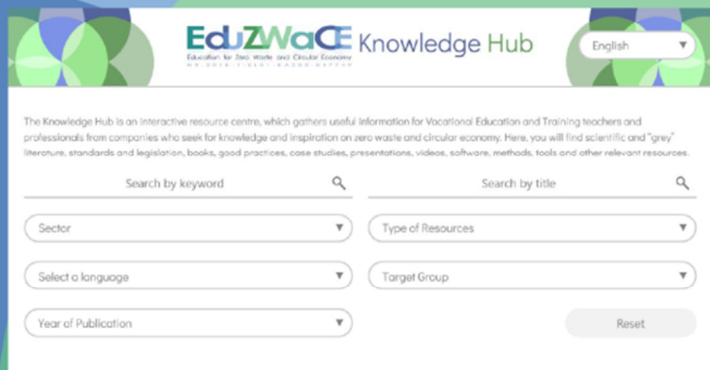 EduZWaCE Knowledge Hub
Education for Zero Waste and Circular Economy
English
The Knowledge Hub is an interactive resource centre, which gathers useful information for Vocational Education and Training teachers and
professionals from companies who seek for knowledge and inspiration on zero waste and circular economy. Here, you will find scientific and "grey"
literature, standards and legislation, books, good practices, case studies, presentations, videos, software, methods, tools and other relevant resources.
Search by keyword
Search by title
Sector
Type of Resources
Select a language
Target Group
Year of Publication
Reset